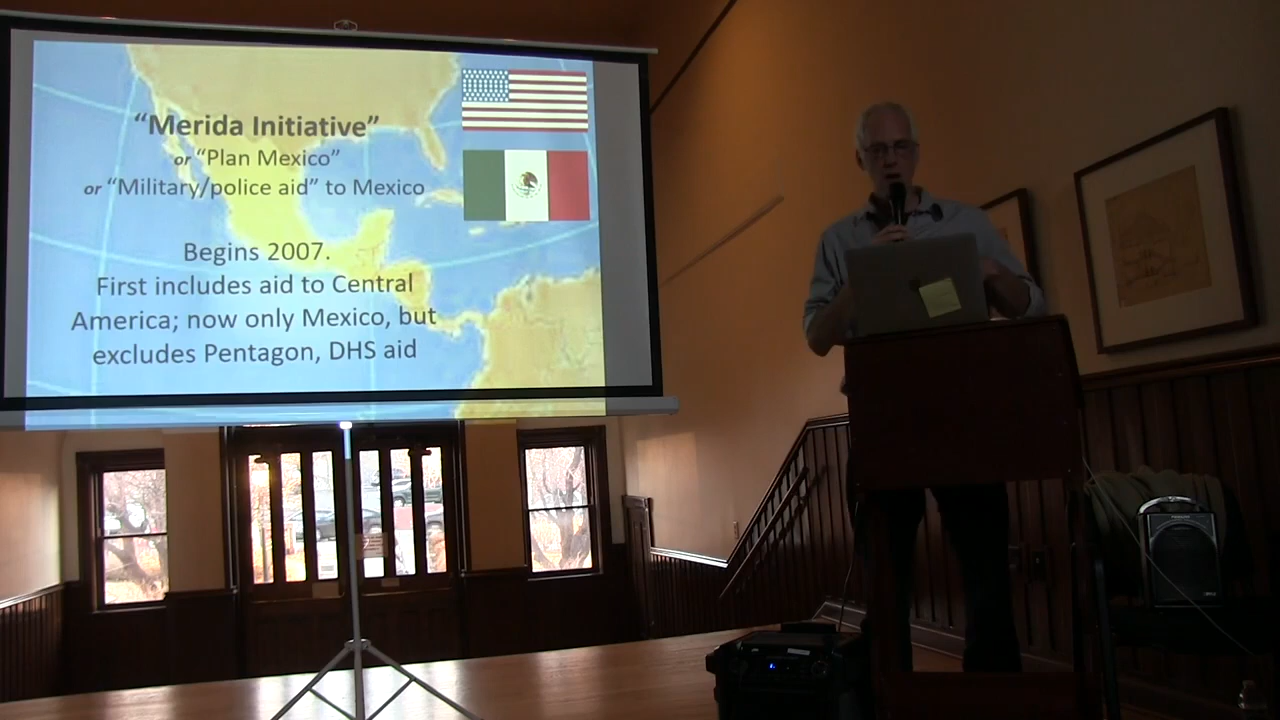 “Merida Initiative”
or “Plan Mexico”
or “Military/police aid” to Mexico
Begins 2007.
First includes aid to Central
America; now only Mexico, but
excludes Pentagon, DHS aid